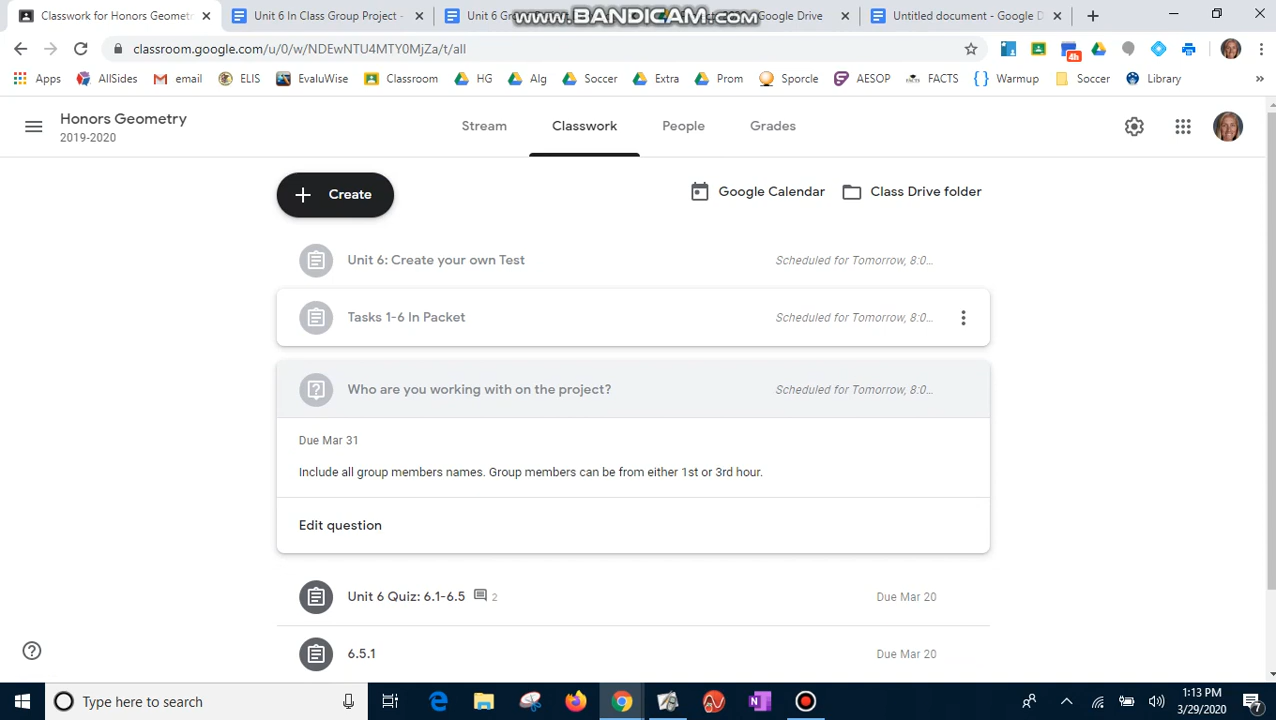 Classwork for Honors Geometr
Unit 6 In Class Group Project
Unit 6 G
www.BANDICAM.com
Google Drive
Untitled document - Google D
classroom.google.com/u/0/w/NDEwNTU4MTY0MjZa/t/all
4h
Apps AllSides email ELIS EvaluWise Classroom HG Alg Soccer Extra Prom Sporcle AESOP FACTS Warmup Soccer Library »
Honors Geometry
2019-2020
Stream Classwork People Grades
+ Create
Google Calendar Class Drive folder
Unit 6: Create your own Test Scheduled for Tomorrow, 8:0...
Tasks 1-6 In Packet Scheduled for Tomorrow, 8:0...
Who are you working with on the project? Scheduled for Tomorrow, 8:0...
Due Mar 31
Include all group members names. Group members can be from either 1st or 3rd hour.
Edit question
Unit 6 Quiz: 6.1-6.5 2 Due Mar 20
6.5.1 Due Mar 20
Type here to search
1:13 PM
3/29/2020
7